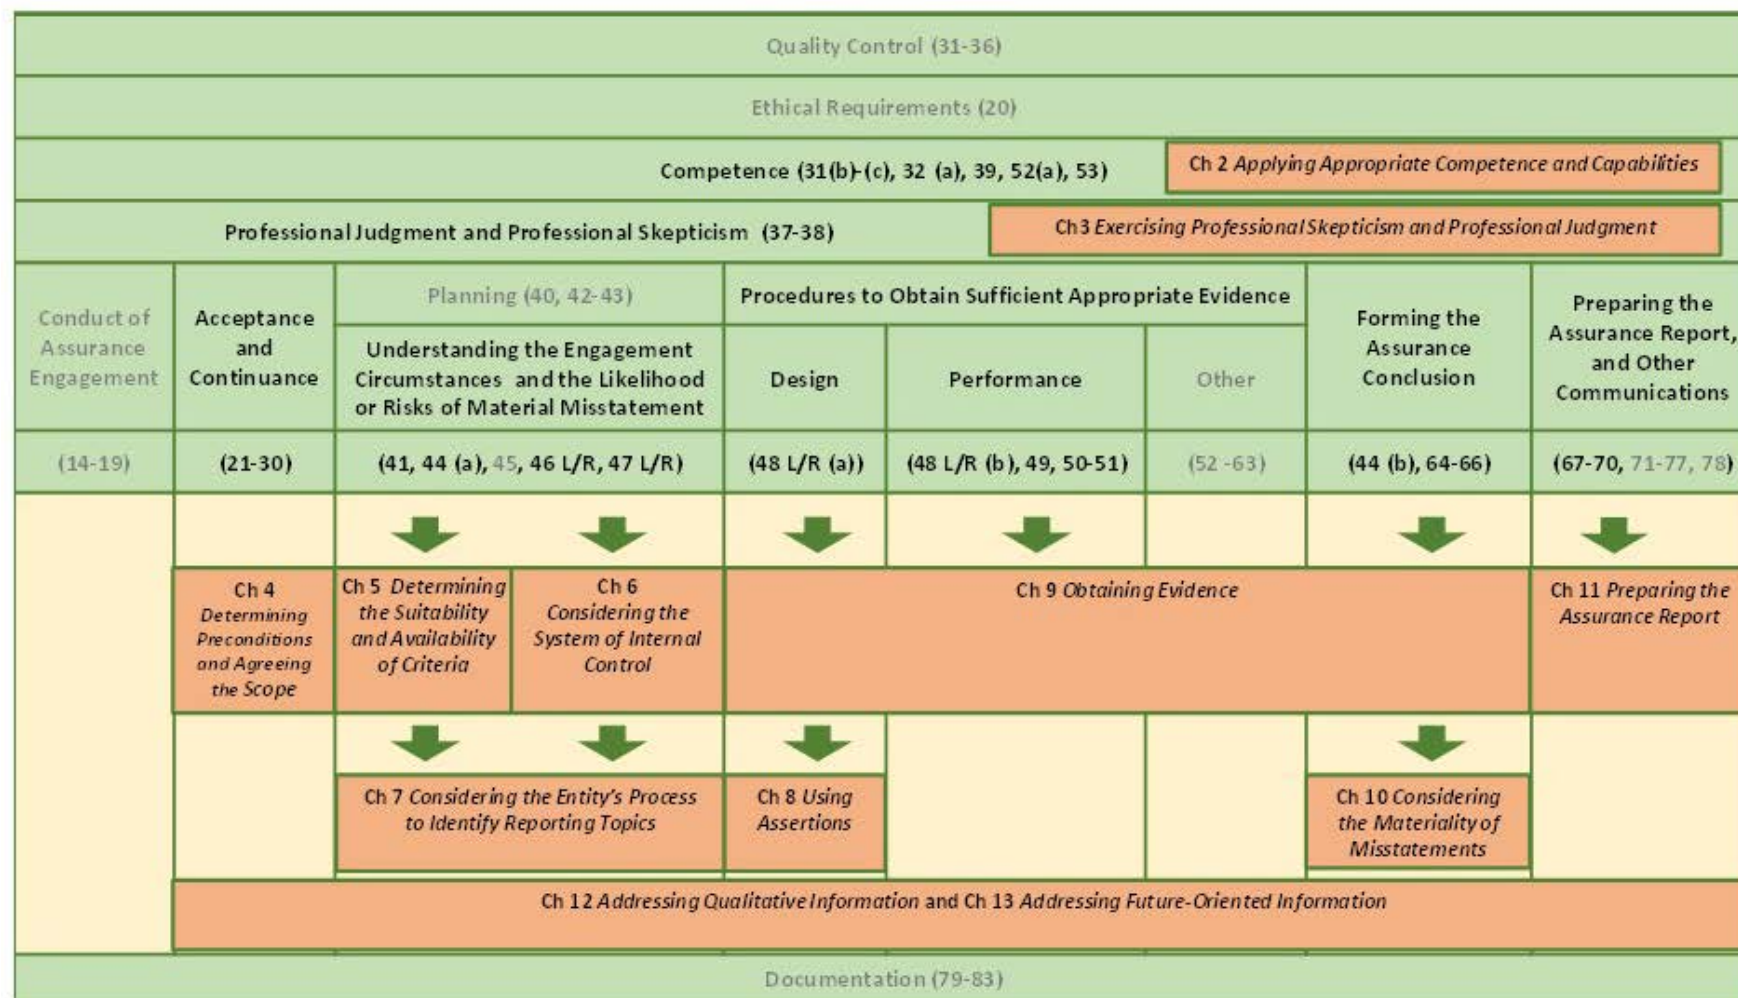 Quality Control (31-36)
Ethical Requirements (20)
Competence (31(b)-(c), 32 (a), 39, 52(a), 53)
Ch 2 Applying Appropriate Competence and Capabilities
Professional Judgment and Professional Skepticism (37-38)
Ch3 Exercising Professional Skepticism and Professional Judgment
Conduct of
Assurance
Engagement
Acceptance
and
Continuance
Planning (40, 42-43)
Understanding the Engagement
Circumstances and the Likelihood
or Risks of Material Misstatement
Procedures to Obtain Sufficient Appropriate Evidence
Design
Performance
Other
Forming the
Assurance
Conclusion
Preparing the
Assurance Report,
and Other
Communications
(14-19)
(21-30)
(41, 44 (a), 45, 46 L/R, 47 L/R)
(48 L/R (a))
(48 L/R (b), 49, 50-51)
(52 -63)
(44 (b), 64-66)
(67-70, 71-77, 78)
Ch 4
Determining
Preconditions
and Agreeing
the Scope
Ch 5 Determining
the Suitability
and Availability
of Criteria
Ch 6
Considering the
System of Internal
Control
Ch 9 Obtaining Evidence
Ch 11 Preparing the
Assurance Report
Ch 7 Considering the Entity's Process
to Identify Reporting Topics
Ch 8 Using
Assertions
Ch 10 Considering
the Materiality of
Misstatements
Ch 12 Addressing Qualitative Information and Ch 13 Addressing Future-Oriented Information
Documentation (79-83)